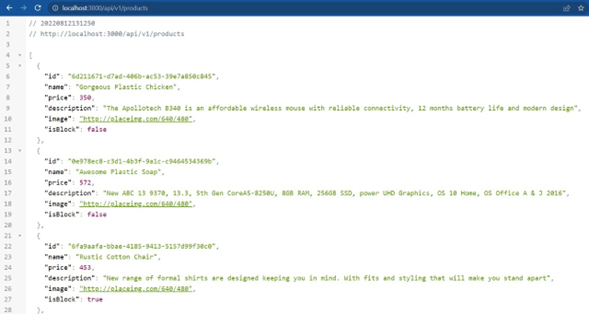 localhost:3000/api/v1/products
1 // 20220812131250
2 // http://localhost:3000/api/v1/products
3
4 [
5 {
6 "id": "6d211671-d7ad-406b-ac53-39e7a850c845",
7 "name": "Gorgeous Plastic Chicken",
8 "price": 350,
9 "description": "The Apollotech B340 is an affordable wireless mouse with reliable connectivity, 12 months battery life and modern design",
10 "image": "http://placeimg.com/640/480",
11 "isBlock": false
12 },
13 {
14 "id": "0e978ec8-c3d1-4b3f-9e1c-c9464534369b",
15 "name": "Awesome Plastic Soap",
16 "price": 572,
17 "description": "New ABC 13 9370, 13.3, 5th Gen CoreA5-8250U, 8GB RAM, 256GB SSD, power UHD Graphics, OS 10 Home, OS Office A & J 2016",
18 "image": "http://placeimg.com/640/480",
19 "isBlock": false
20 },
21 {
22 "id": "6fa9aafa-bbae-4185-9413-5157d99f30c0",
23 "name": "Rustic Cotton Chair",
24 "price": 453,
25 "description": "New range of formal shirts are designed keeping you in mind. With fits and styling that will make you stand apart",
26 "image": "http://placeimg.com/640/480",
27 "isBlock": true
28 },